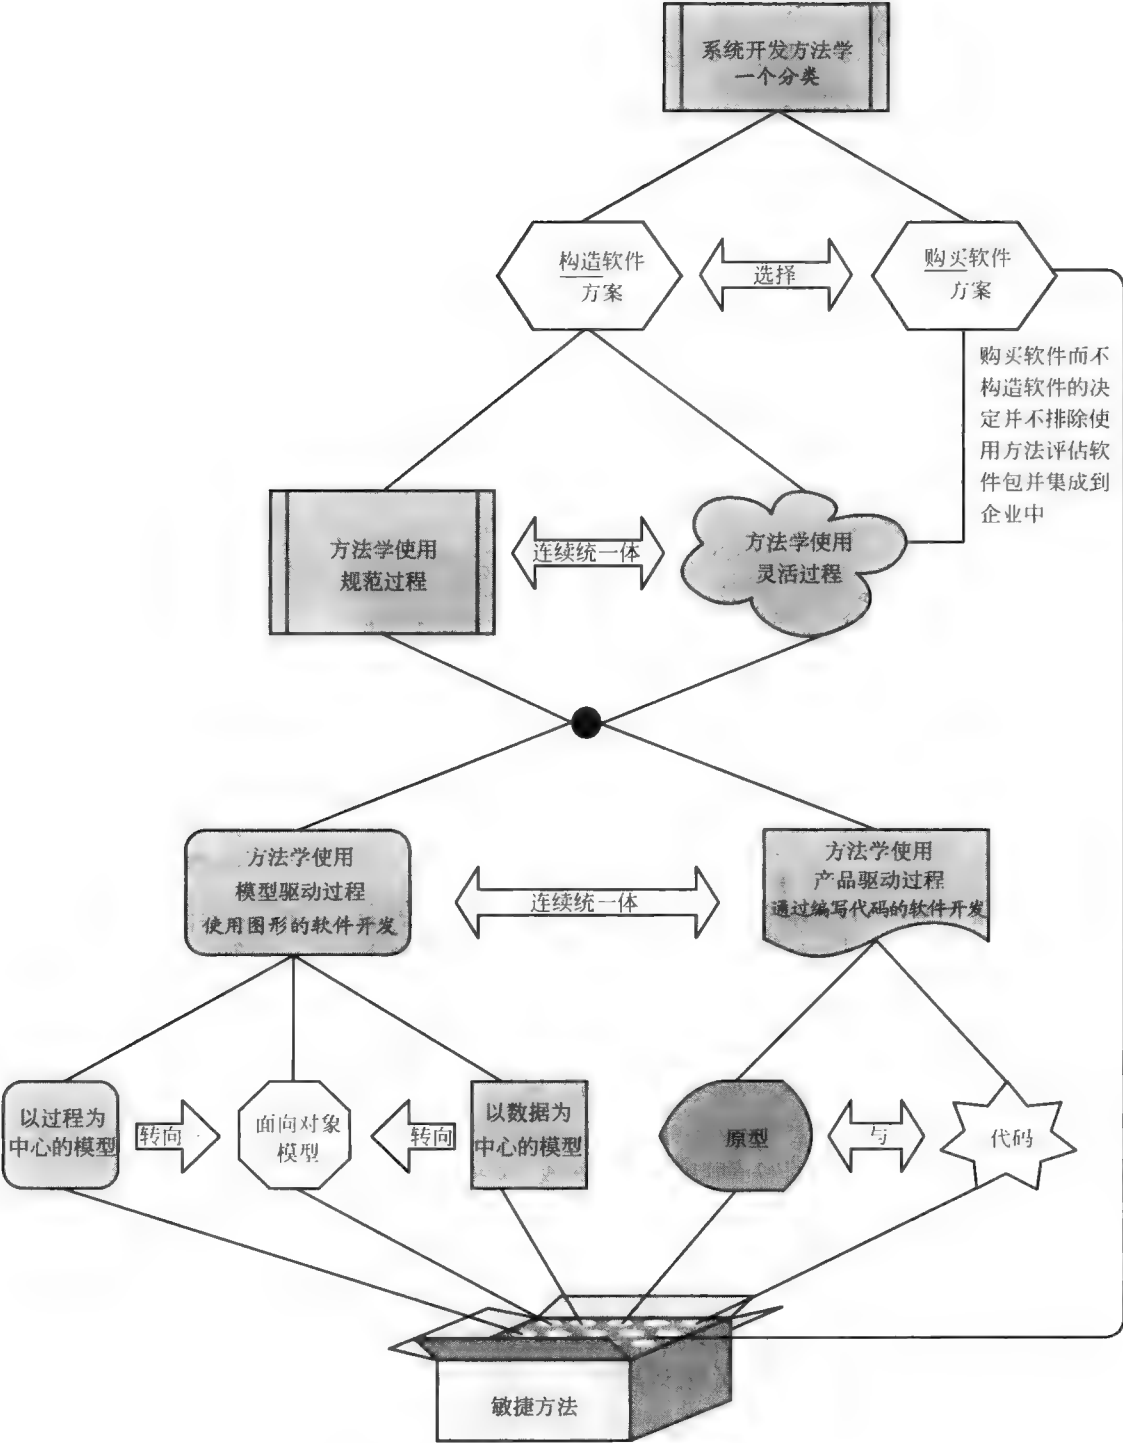 系统开发方法学
一个分类
构造软件
方案
选择
购买软件
方案
购买软件而不
构造软件的决
定并不排除使
用方法评估软
件包并集成到
企业中
方法学使用
规范过程
连续统一体
方法学使用
灵活过程
方法学使用
模型驱动过程
使用图形的软件开发
连续统一体
方法学使用
产品驱动过程
通过编写代码的软件开发
以过程为
中心的模型
转向
面向对象
模型
转向
以数据为
中心的模型
原型
与
代码
敏捷方法